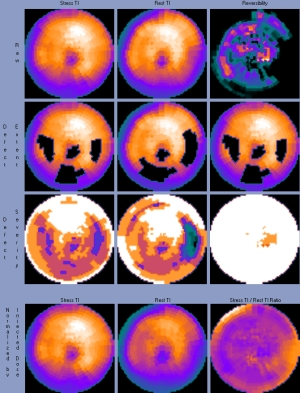 Stress Tl
Rest Tl
Reversibility
Raw
Defect
Extent
Defect
Severity
Stress Tl
Rest Tl
Stress Tl / Rest Tl Ratio
Normalized by
Injected Dose